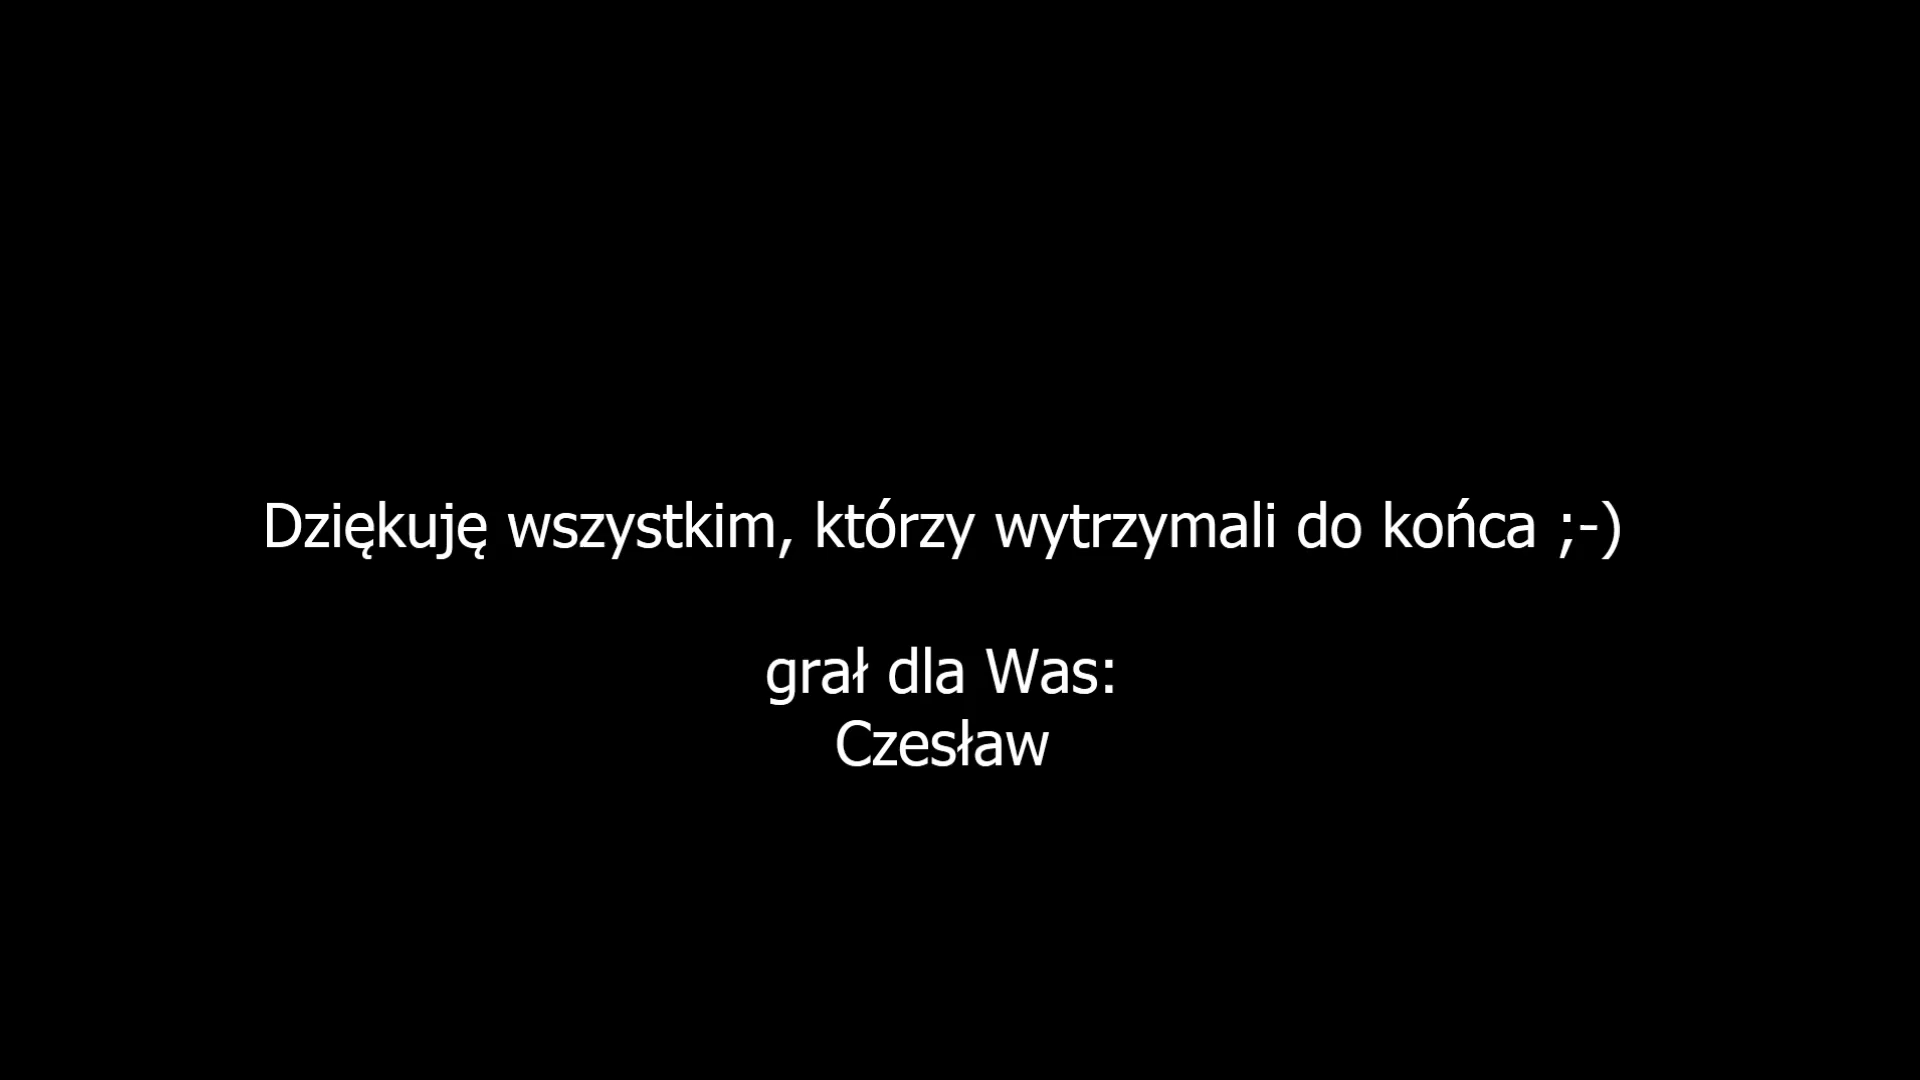 Dziękuję wszystkim, którzy wytrzymali do końca ;-)
grał dla Was:
Czesław